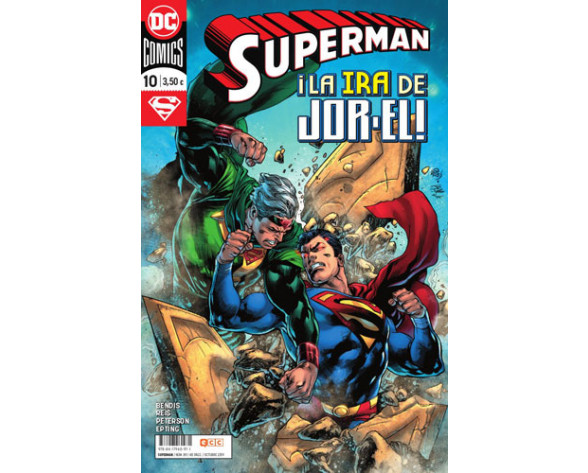 DC
COMICS
10 3,50 €
SUPERMAN
¡LA IRA DE
JOR-EL!
BENDIS
REIS
PETERSON
EPTING
ecc